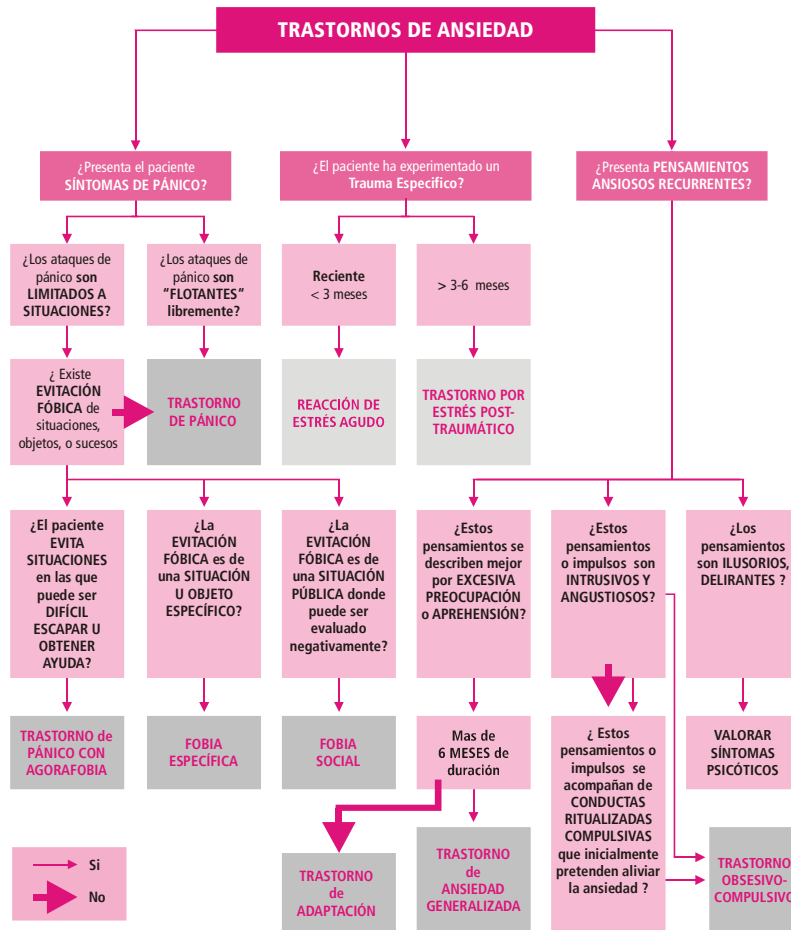 TRASTORNOS DE ANSIEDAD
¿Presenta el paciente
SÍNTOMAS DE PÁNICO?
¿El paciente ha experimentado un
Trauma Específico?
¿Presenta PENSAMIENTOS
ANSIOSOS RECURRENTES?
¿Los ataques de
pánico son
LIMITADOS A
SITUACIONES?
¿Los ataques de
pánico son
"FLOTANTES"
libremente?
Reciente
< 3 meses
> 3-6 meses
¿ Existe
EVITACIÓN
FÓBICA de
situaciones,
objetos, o sucesos
TRASTORNO
DE PÁNICO
REACCIÓN DE
ESTRÉS AGUDO
TRASTORNO POR
ESTRÉS POST-
TRAUMÁTICO
¿El paciente
EVITA
SITUACIONES
en las que
puede ser
DIFÍCIL
ESCAPAR U
OBTENER
AYUDA?
¿La
EVITACIÓN
FÓBICA es de
una SITUACIÓN
U OBJETO
ESPECÍFICO?
¿La
EVITACIÓN
FÓBICA es de
una SITUACIÓN
PÚBLICA donde
puede ser
evaluado
negativamente?
¿Estos
pensamientos se
describen mejor
por EXCESIVA
PREOCUPACIÓN
o APREHENSIÓN?
¿Estos
pensamientos
o impulsos son
INTRUSIVOS Y
ANGUSTIOSOS?
¿Los
pensamientos
son ILUSORIOS,
DELIRANTES ?
TRASTORNO de
PÁNICO CON
AGORAFOBIA
FOBIA
ESPECÍFICA
FOBIA
SOCIAL
Mas de
6 MESES de
duración
¿ Estos
pensamientos o
impulsos se
acompañan de
CONDUCTAS
RITUALIZADAS
COMPULSIVAS
que inicialmente
pretenden aliviar
la ansiedad ?
VALORAR
SÍNTOMAS
PSICÓTICOS
Si
No
TRASTORNO
de
ADAPTACIÓN
TRASTORNO
de
ANSIEDAD
GENERALIZADA
TRASTORNO
OBSESIVO-
COMPULSIVO